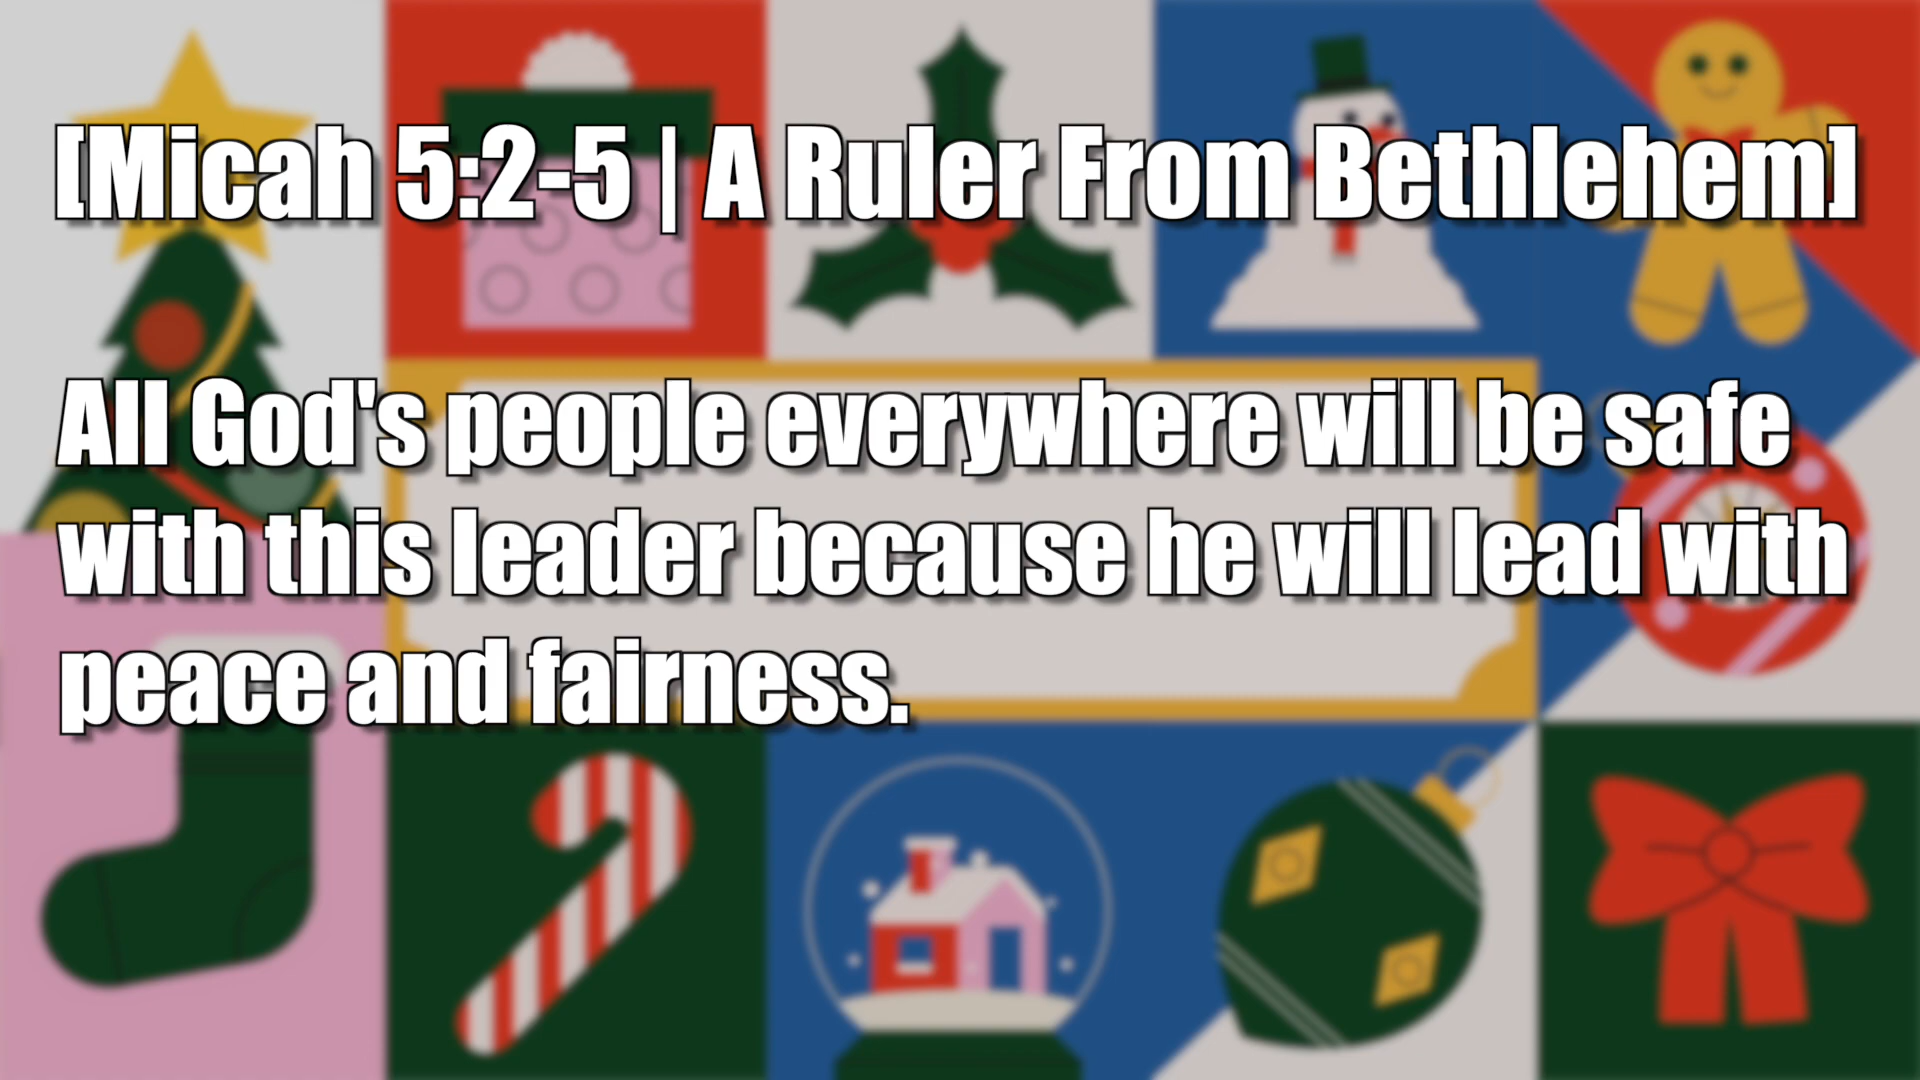 [Micah 5:2-5 | A Ruler From Bethlehem]
All God's people everywhere will be safe
with this leader because he will lead with
peace and fairness.